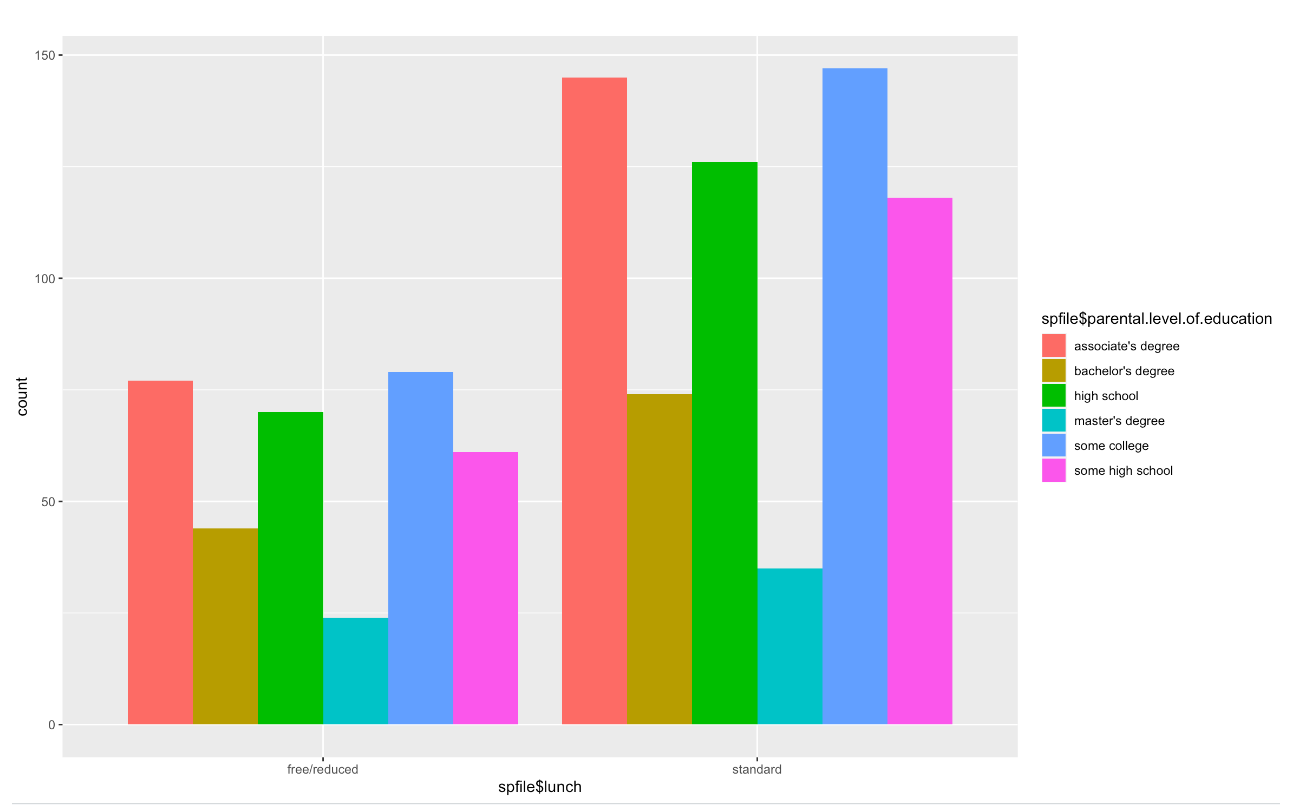 150
100
50
0
count
free/reduced
standard
spfile$lunch
spfile$parental.level.of.education
associate's degree
bachelor's degree
high school
master's degree
some college
some high school